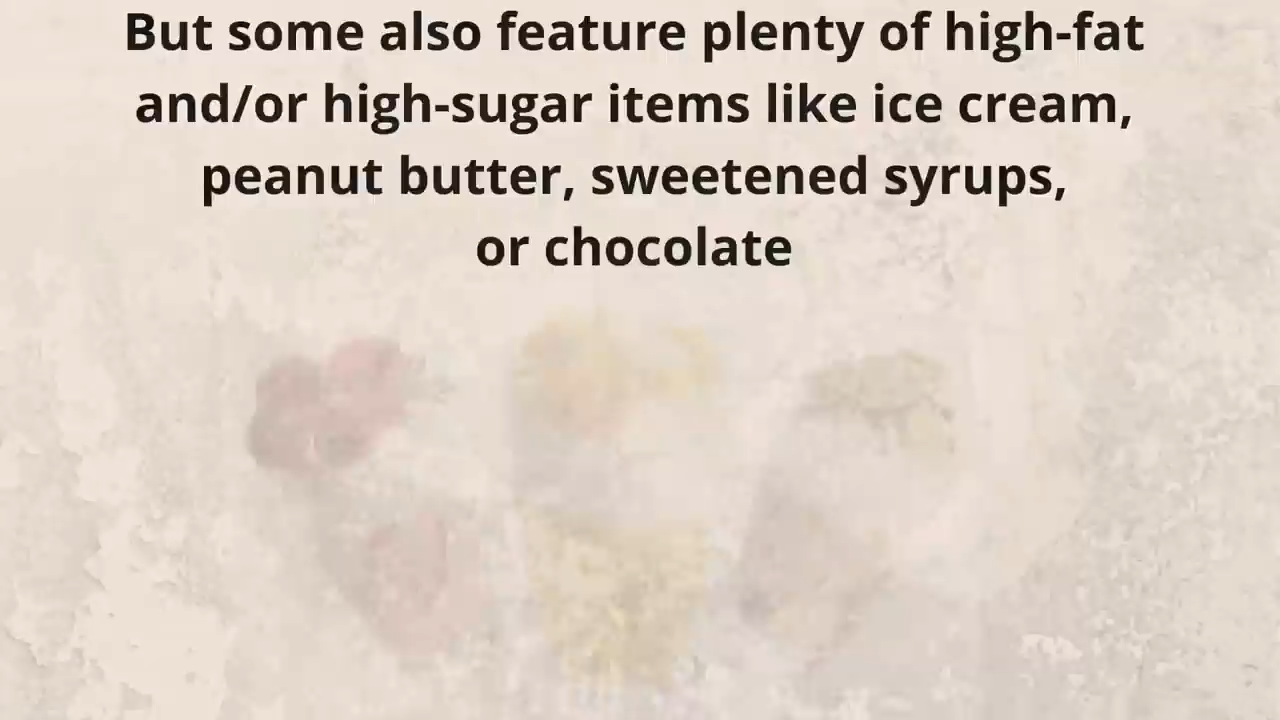 But some also feature plenty of high-fat
and/or high-sugar items like ice cream,
peanut butter, sweetened syrups,
or chocolate